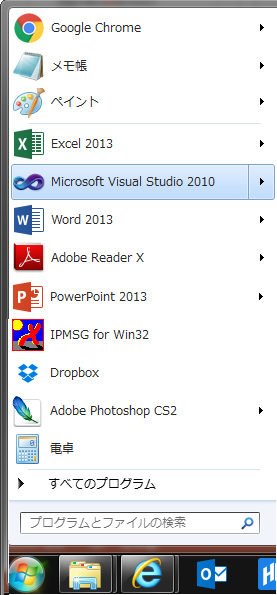 Google Chrome
メモ帳
ペイント
Excel 2013
Microsoft Visual Studio 2010
Word 2013
Adobe Reader X
PowerPoint 2013
IPMSG for Win32
Dropbox
Adobe Photoshop CS2
電卓
すべてのプログラム
プログラムとファイルの検索